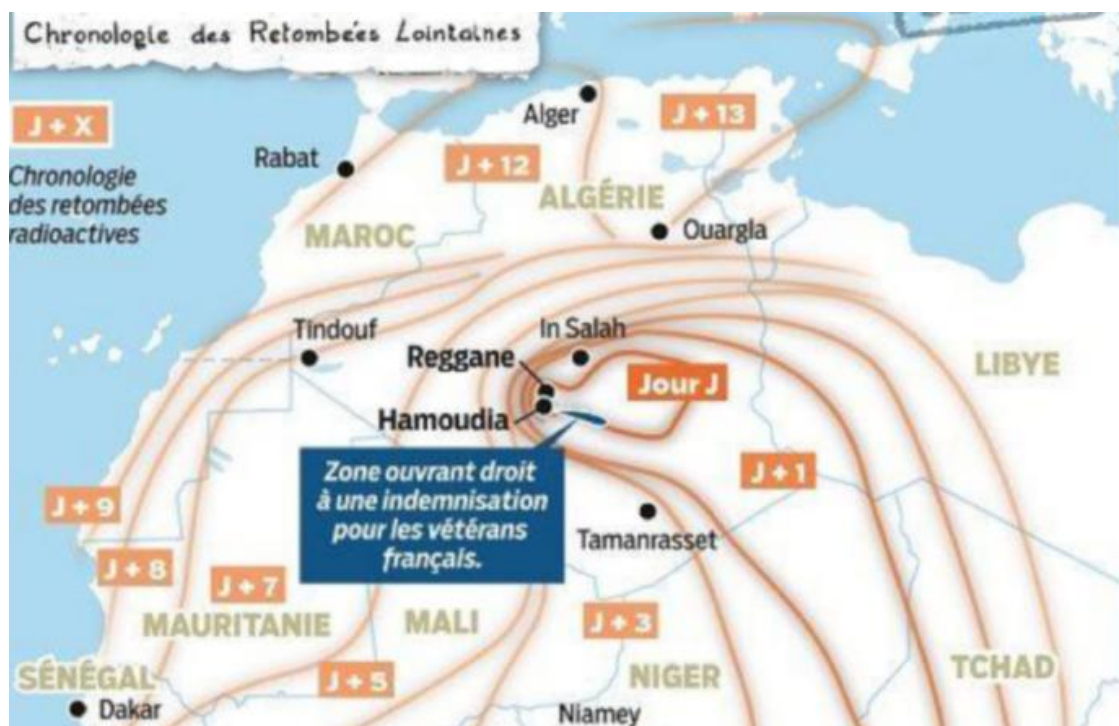 Chronologie des Retombées Lointaines
J + X
Chronologie
des retombées
radioactives
Alger
J + 13
Rabat
J + 12
ALGÉRIE
MAROC
Ouargla
Tindouf
In Salah
Reggane
LIBYE
Jour J
Hamoudia
Zone ouvrant droit
à une indemnisation
pour les vétérans
français.
J + 1
J + 9
Tamanrasset
J + 8
J + 7
MAURITANIE
MALI
J + 3
SÉNÉGAL
J + 5
NIGER
TCHAD
Dakar
Niamey